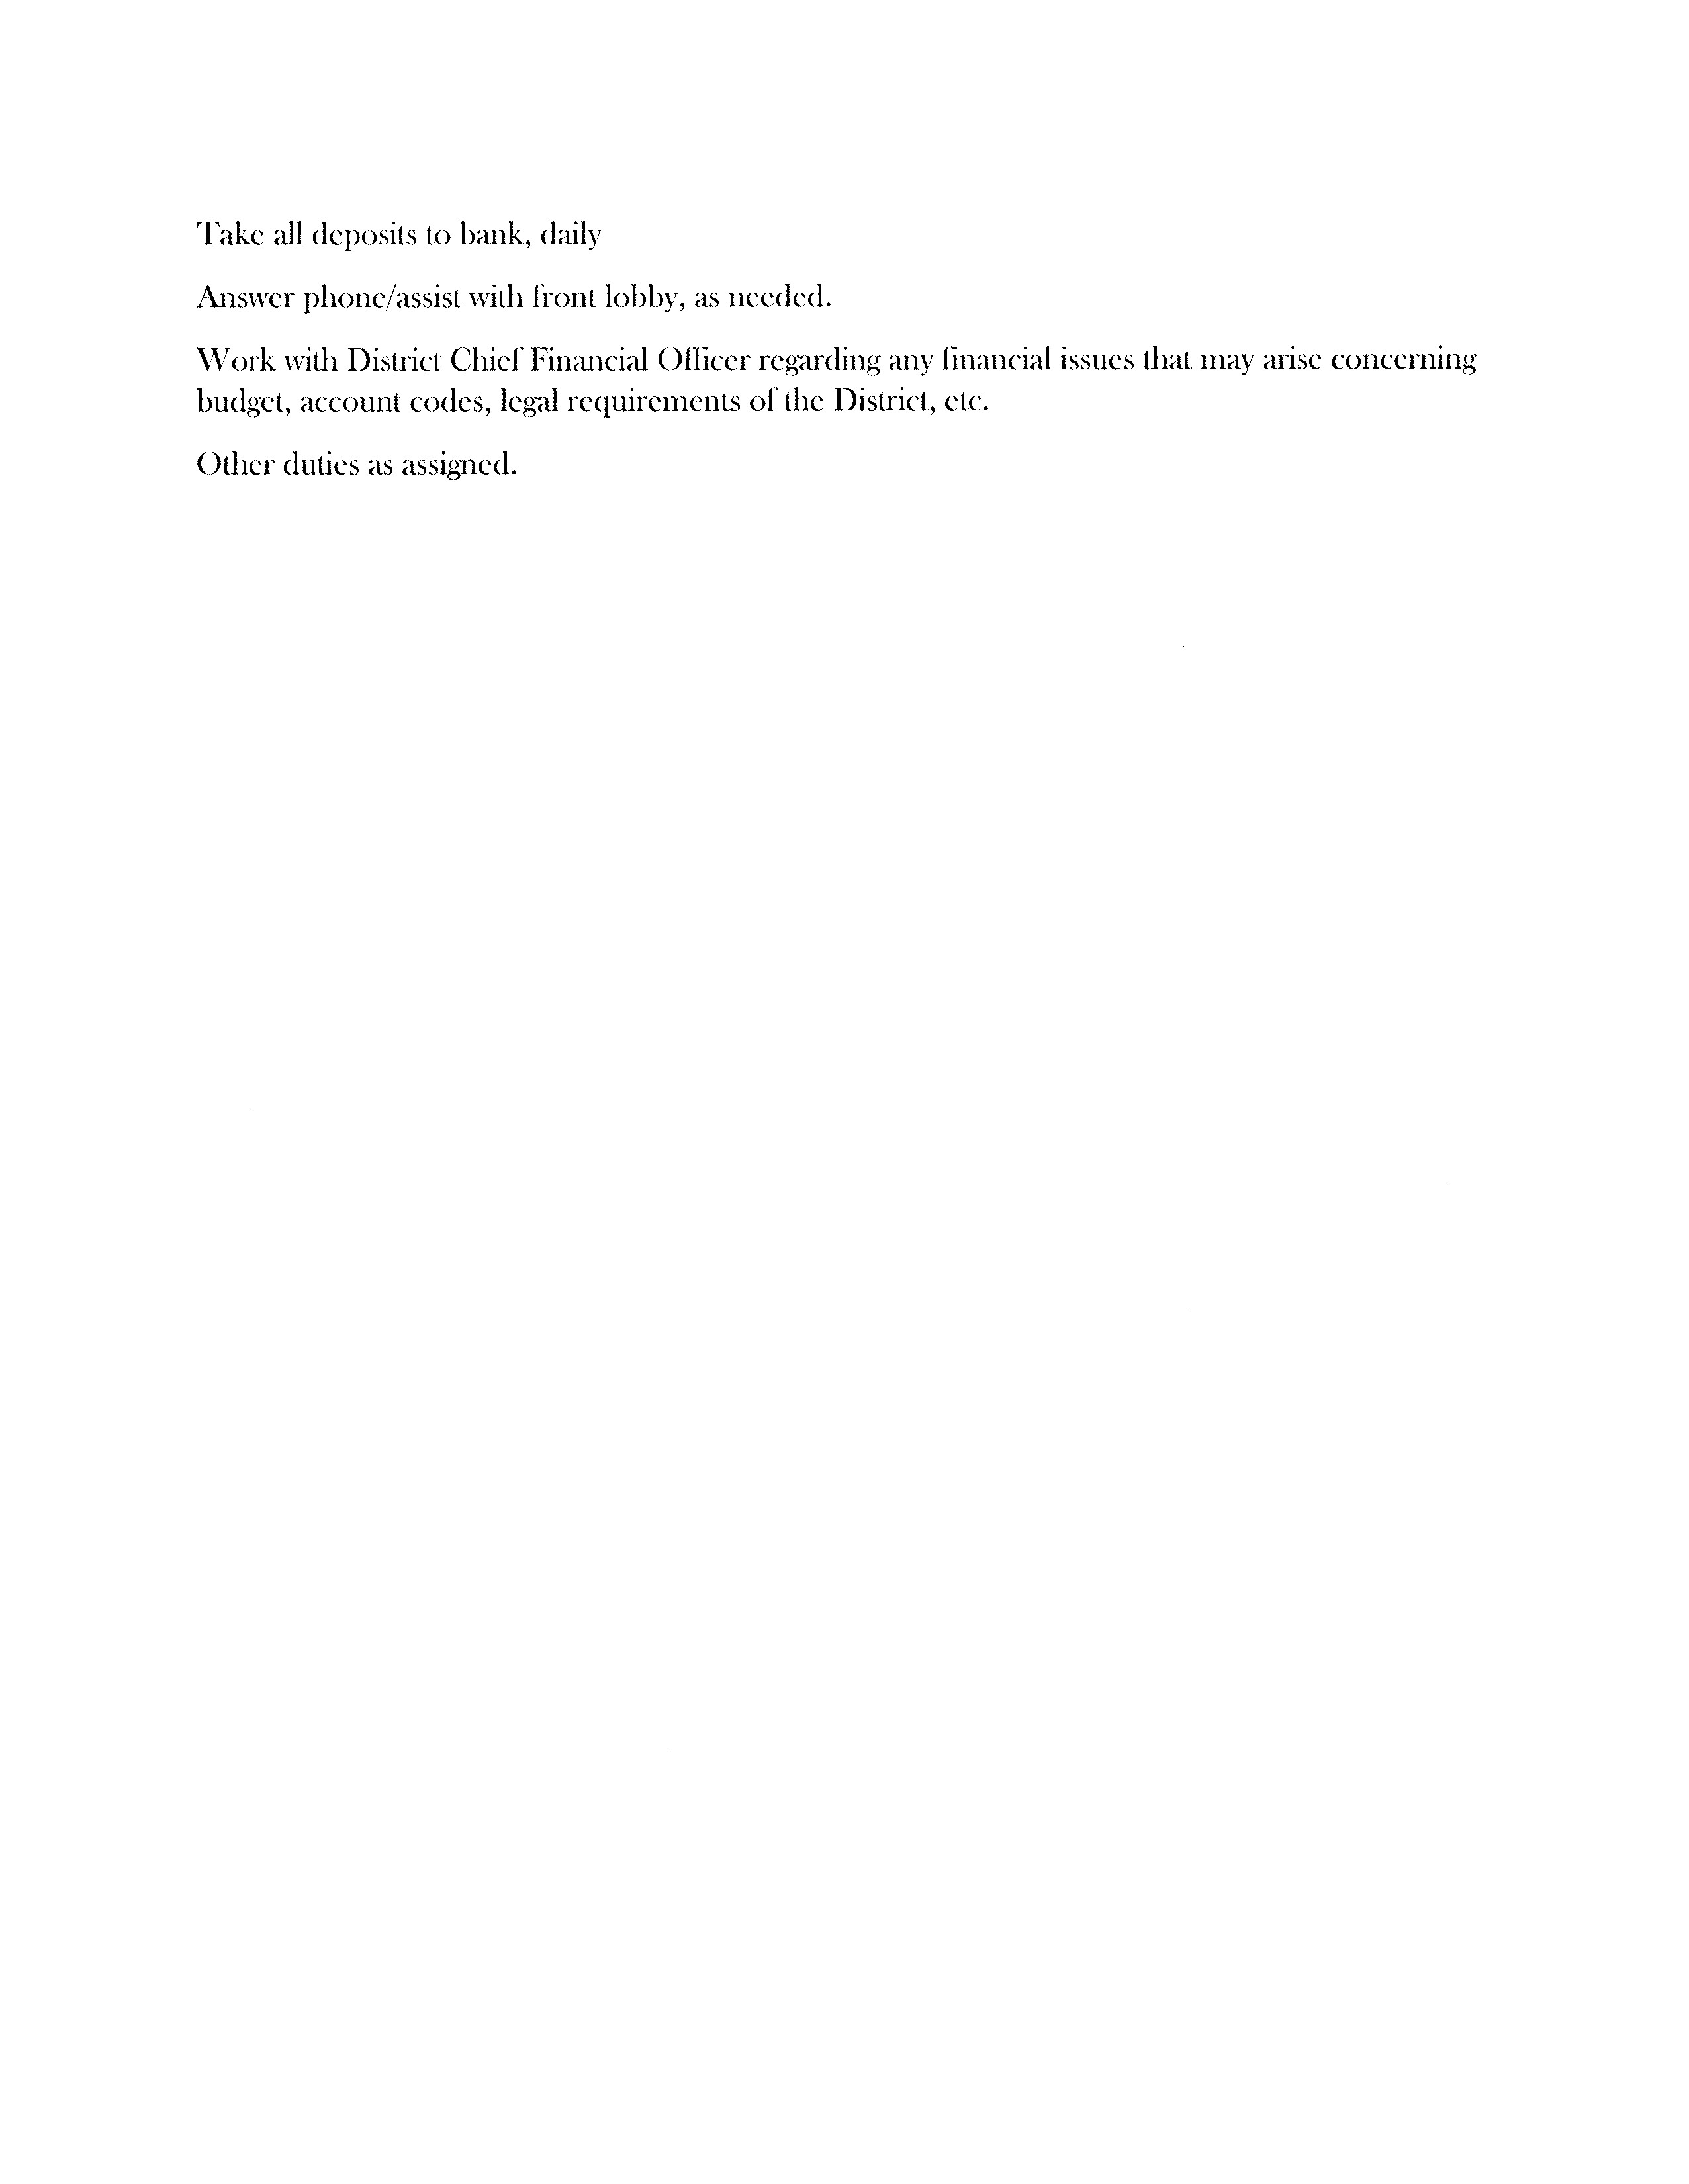 Take all deposits to bank, daily
Answer phone/assist with front lobby, as needed.
Work with District Chief Financial Officer regarding any financial issues that may arise concerning
budget, account codes, legal requirements of the District, etc.
Other duties as assigned.